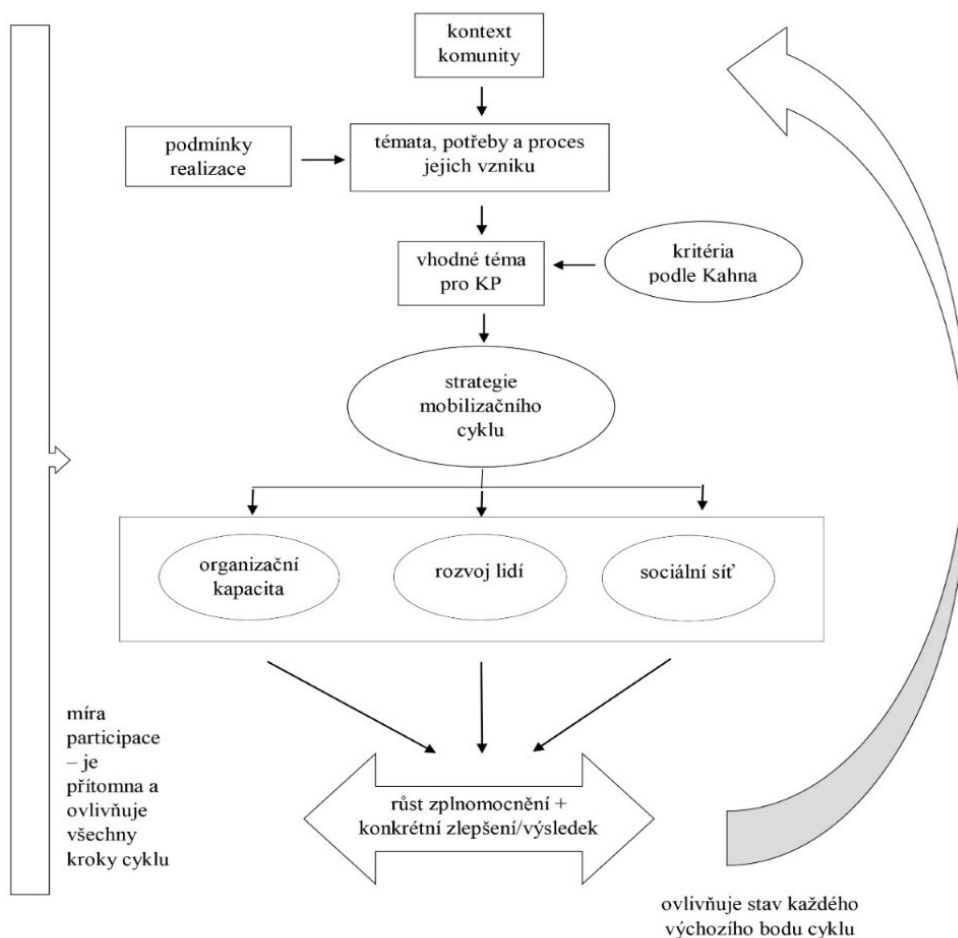 kontext
komunity
podmínky
realizace
témata, potřeby a proces
jejich vzniku
vhodné téma
pro KP
kritéria
podle Kahna
strategie
mobilizačního
cyklu
organizační
kapacita
rozvoj lidí
sociální síť
míra
participace
– je
přítomna a
ovlivňuje
všechny
kroky cyklu
růst zplnomocnění +
konkrétní zlepšení/výsledek
ovlivňuje stav každého
výchozího bodu cyklu